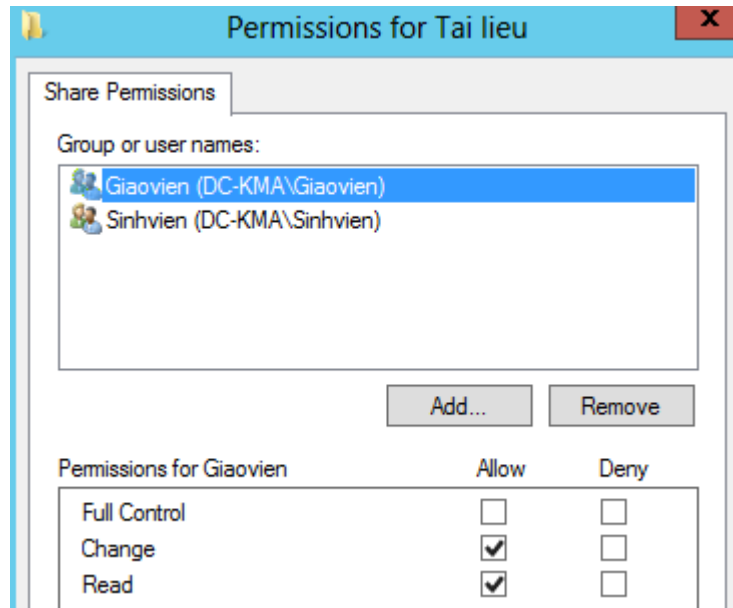 Permissions for Tai lieu
X
Share Permissions
Group or user names:
Giaovien (DC-KMA\Giaovien)
Sinhvien (DC-KMA\Sinhvien)
Add... Remove
Permissions for Giaovien Allow Deny
Full Control
Change
Read